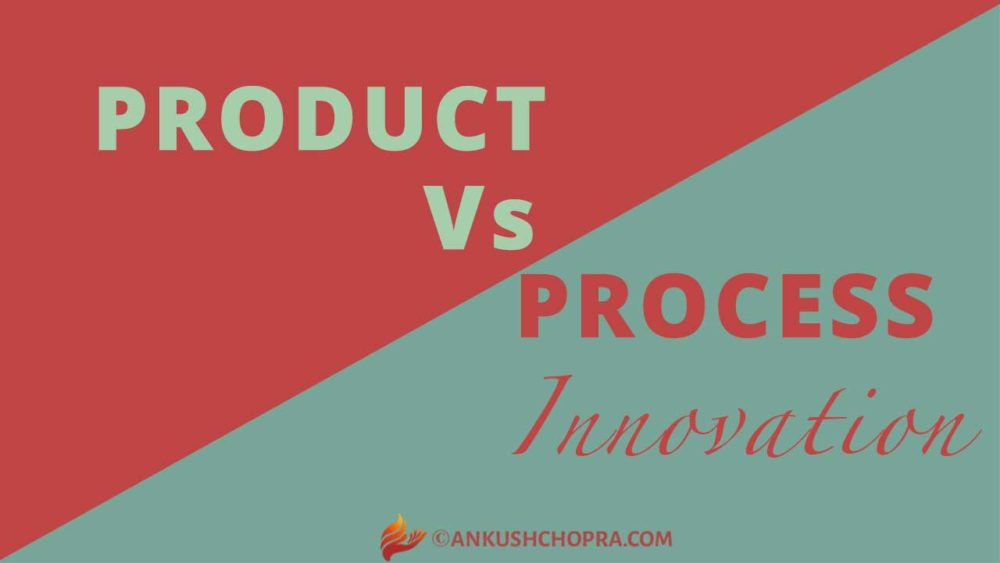 PRODUCT
Vs
PROCESS
Innovation
©ANKUSHCHOPRA.COM